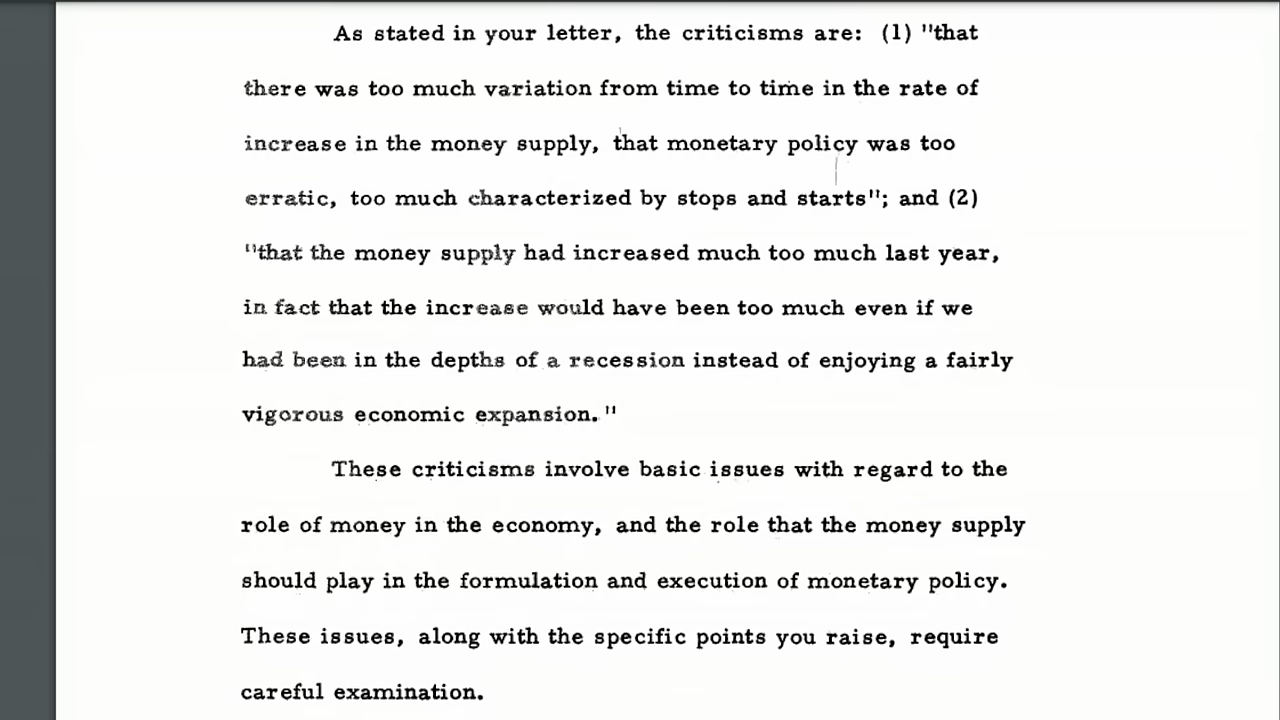 As stated in your letter, the criticisms are: (1) "that
there was too much variation from time to time in the rate of
increase in the money supply, that monetary policy was too
erratic, too much characterized by stops and starts"; and (2)
"that the money supply had increased much too much last year,
in fact that the increase would have been too much even if we
had been in the depths of a recession instead of enjoying a fairly
vigorous economic expansion."
These criticisms involve basic issues with regard to the
role of money in the economy, and the role that the money supply
should play in the formulation and execution of monetary policy.
These issues, along with the specific points you raise, require
careful examination.